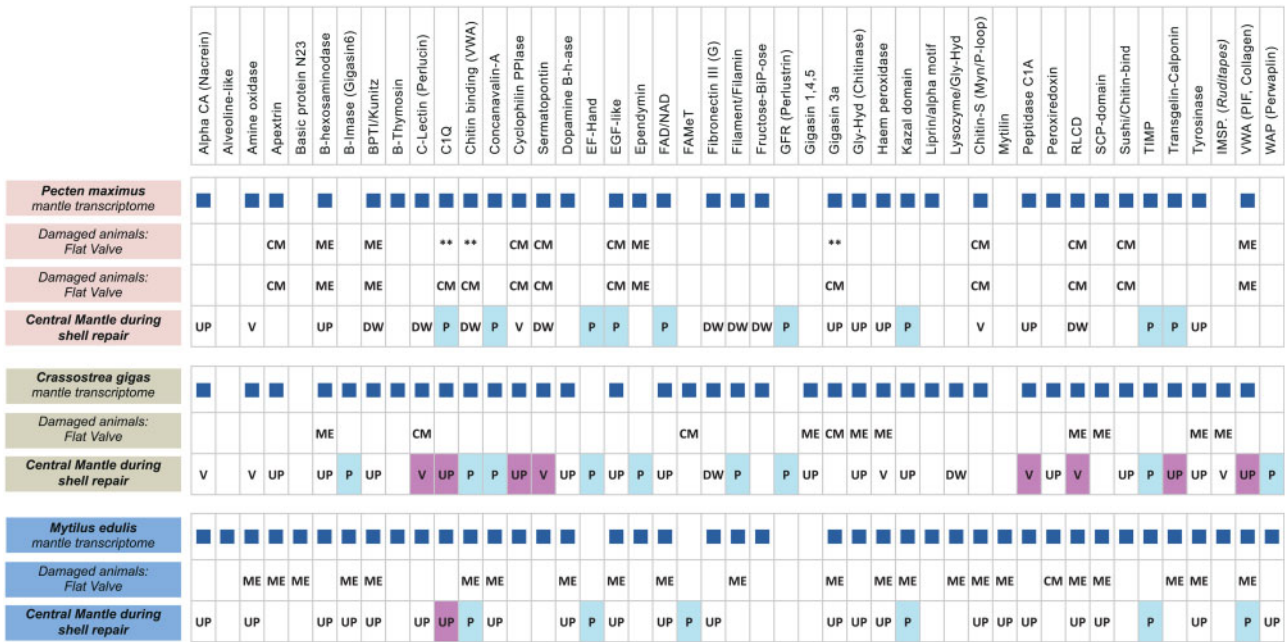 Alpha CA (Nacrein)
Alveoline-like
Amine oxidase
Apextrin
Basic protein N23
B-hexosaminodase
B-lmase (Gigasin6)
BPTI/Kunitz
B-Thymosin
C-Lectin (Perlucin)
C1Q
Chitin binding (VWA)
Concanavalin-A
Cyclophilin PPIase
Sermatopontin
Dopamine B-h-ase
EF-Hand
EGF-like
Ependymin
FAD/NAD
FAMeT
Fibronectin III (G)
Filament/Filamin
Fructose-BiP-ose
GFR (Perlustrin)
Gigasin 1,4,5
Gigasin 3a
Gly-Hyd (Chitinase)
Haem peroxidase
Kazal domain
Liprin/alpha motif
Lysozyme/Gly-Hyd
Chitin-S (Myn/P-loop)
Mytilin
Peptidase C1A
Peroxiredoxin
RLCD
SCP-domain
Sushi/Chitin-bind
TIMP
Transgelin-Calponin
Tyrosinase
IMSP. (Ruditapes)
VWA (PIF, Collagen)
WAP (Perwaplin)
Pecten maximus
mantle transcriptome
Damaged animals:
Flat Valve
CM ME ME ** ** CM CM CM ME ** CM CM CM ME
Damaged animals:
Flat Valve
CM ME ME CM CM CM CM CM ME CM CM CM CM ME
Central Mantle during
shell repair
UP V UP DW DW P DW P V DW P P P DW DW DW P UP UP UP P V UP DW P P UP
Crassostrea gigas
mantle transcriptome
Damaged animals:
Flat Valve
ME CM CM ME CM ME ME ME ME ME ME
Central Mantle during
shell repair
V V UP UP P UP V UP P P UP V UP P UP P UP DW P P UP UP V UP DW V UP V UP P UP UP V UP P
Mytilus edulis
mantle transcriptome
Damaged animals:
Flat Valve
ME ME ME ME ME ME ME ME ME ME ME ME ME ME ME ME ME CM ME ME ME ME ME
Central Mantle during
shell repair
UP UP UP UP UP UP UP P UP UP UP P UP UP P UP UP UP P UP UP UP UP P UP P UP